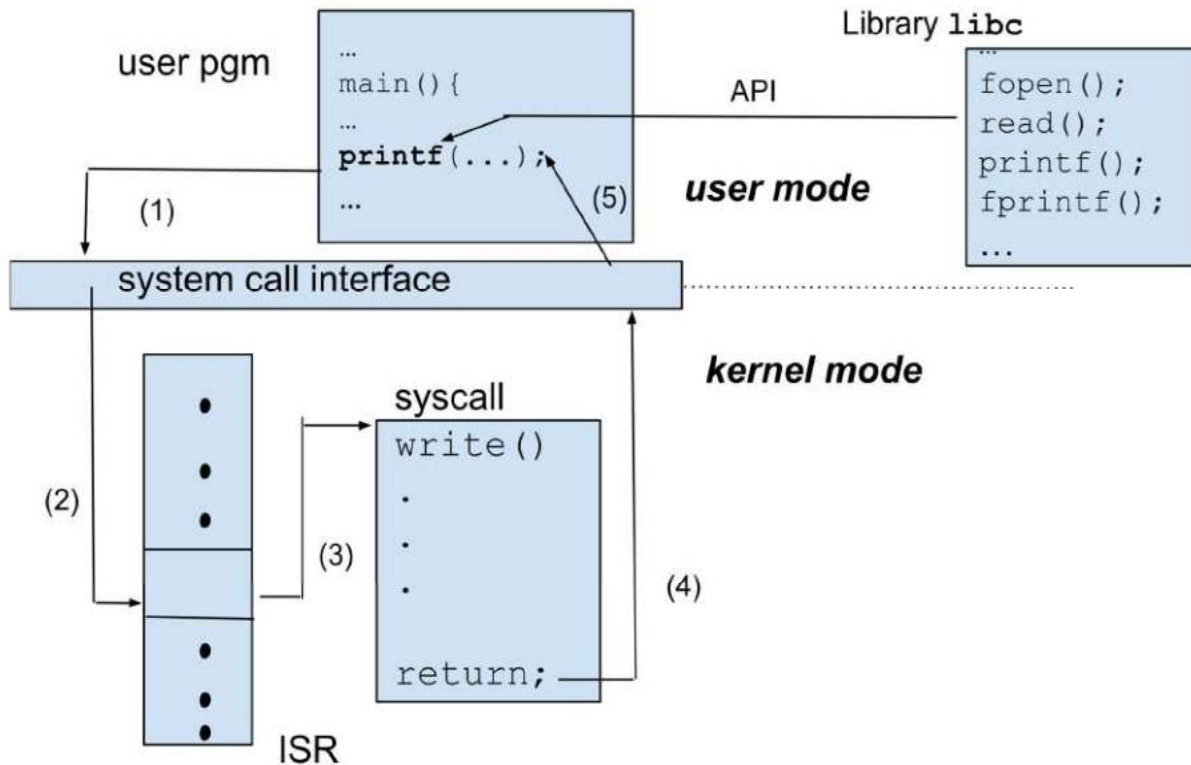 user pgm
...
main(){
...
printf(...);
...
Library libc
...
fopen();
read();
printf();
fprintf();
...
API
user mode
(1)
(5)
system call interface
kernel mode
(2)
(3)
syscall
write()
.
.
.
return;
(4)
ISR